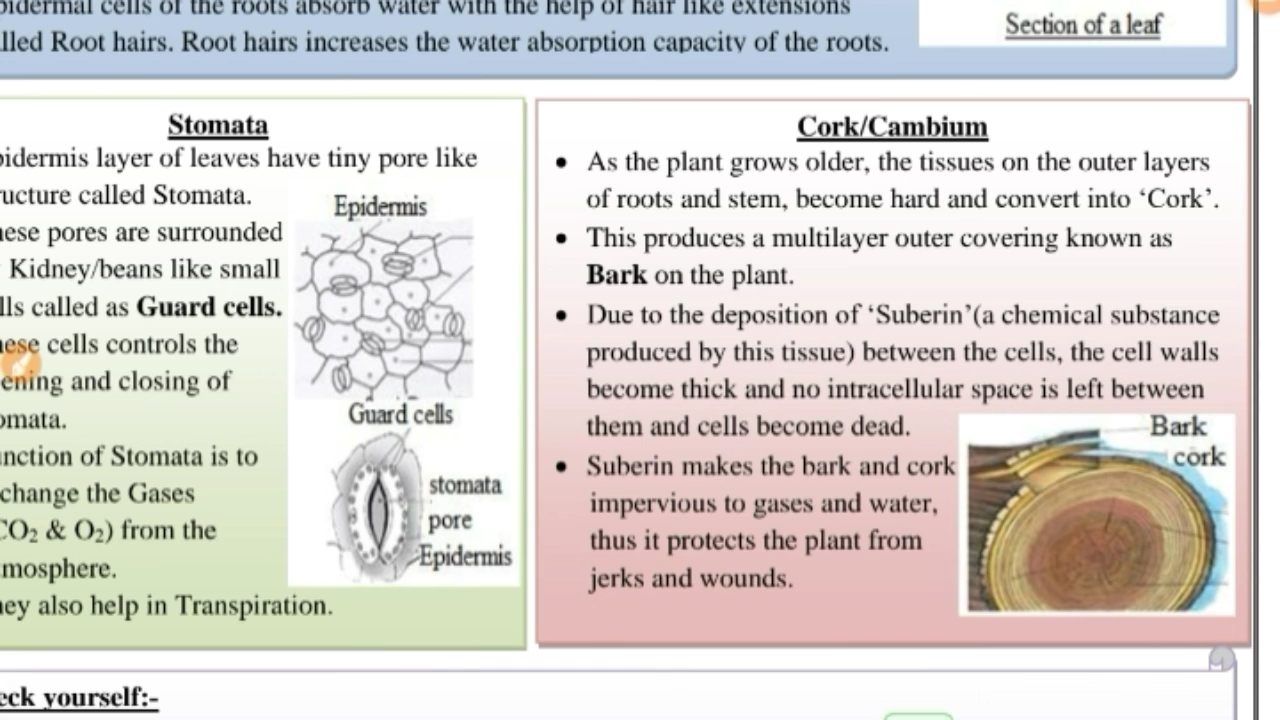 pidermal cells of the roots absorb water with the help of hair like extensions
lled Root hairs. Root hairs increases the water absorption capacity of the roots.
Section of a leaf
Stomata
idermis layer of leaves have tiny pore like
ucture called Stomata.
ese pores are surrounded
Kidney/beans like small
lls called as Guard cells.
ese cells controls the
ening and closing of
omata.
nction of Stomata is to
change the Gases
CO₂ & O₂) from the
mosphere.
ey also help in Transpiration.
Epidermis
Guard cells
stomata
pore
Epidermis
Cork/Cambium
• As the plant grows older, the tissues on the outer layers
of roots and stem, become hard and convert into ‘Cork’.
• This produces a multilayer outer covering known as
Bark on the plant.
• Due to the deposition of ‘Suberin’(a chemical substance
produced by this tissue) between the cells, the cell walls
become thick and no intracellular space is left between
them and cells become dead.
• Suberin makes the bark and cork
impervious to gases and water,
thus it protects the plant from
jerks and wounds.
Bark
cork
eck yourself:-